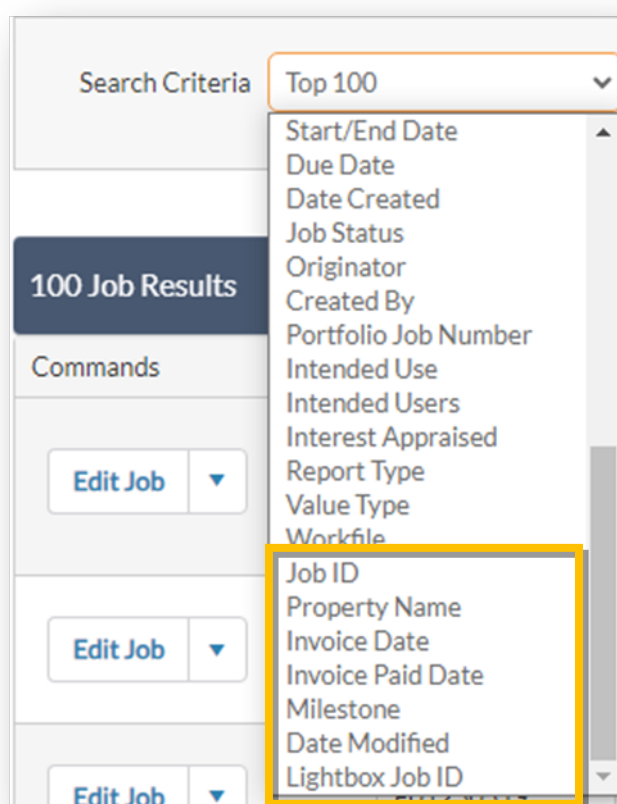 Search Criteria
Top 100
Start/End Date
Due Date
Date Created
Job Status
Originator
Created By
Portfolio Job Number
Intended Use
Intended Users
Interest Appraised
Report Type
Value Type
Workfile
Job ID
Property Name
Invoice Date
Invoice Paid Date
Milestone
Date Modified
Lightbox Job ID
100 Job Results
Commands
Edit Job
Edit Job
Edit Job